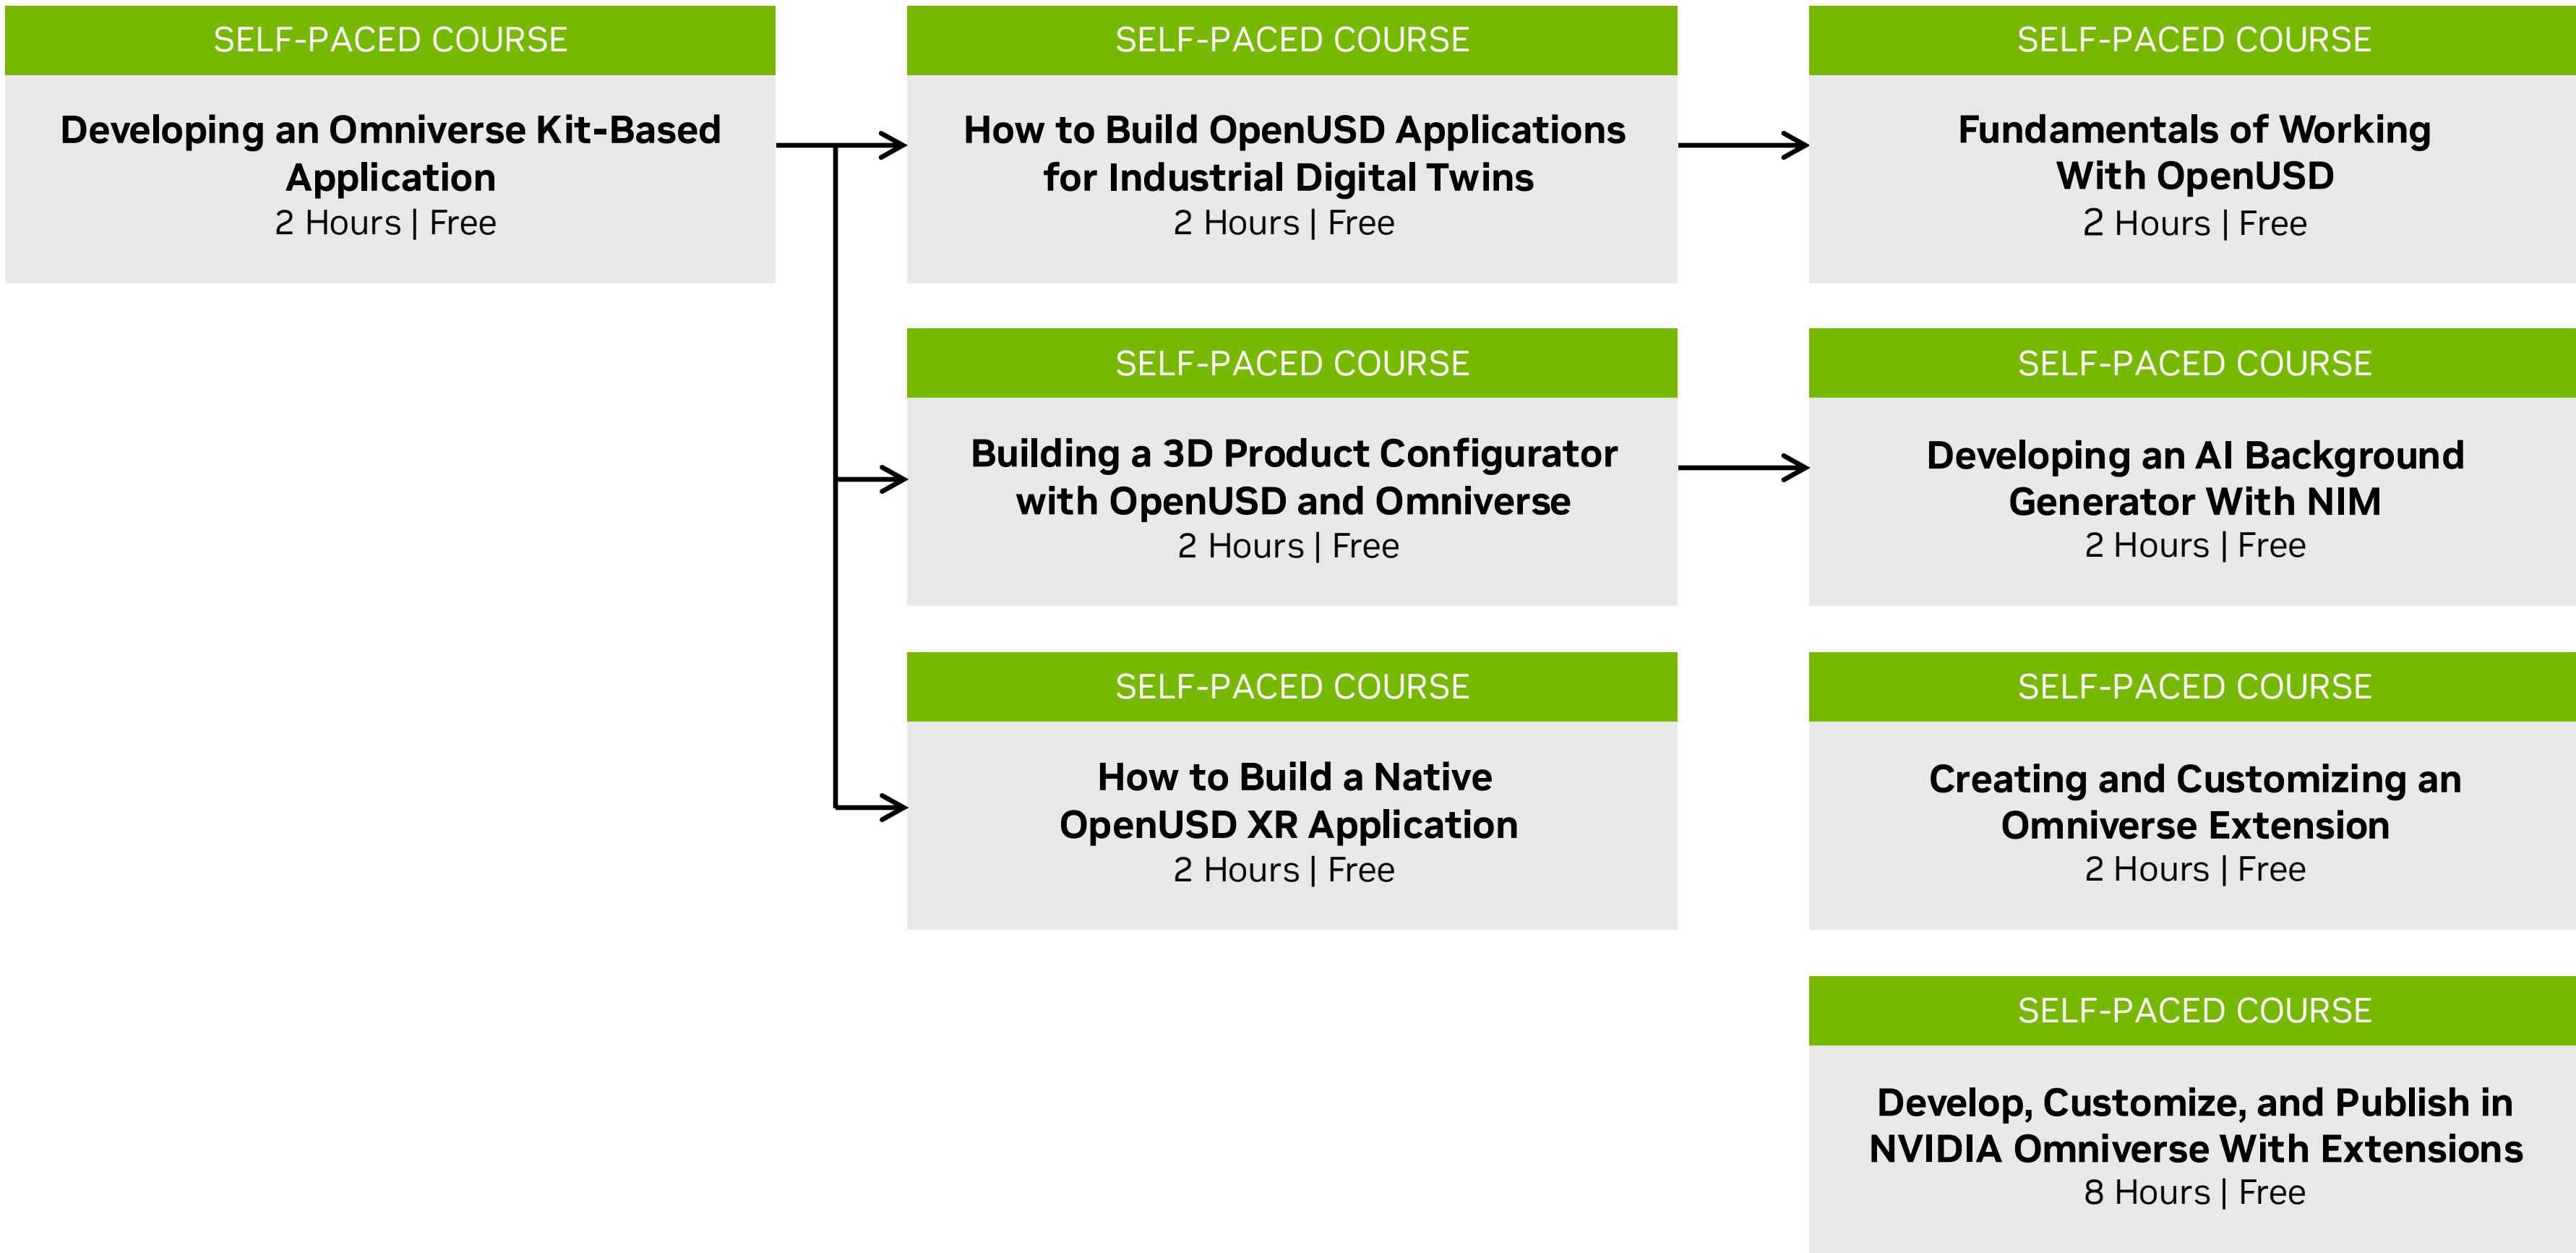 SELF-PACED COURSE
Developing an Omniverse Kit-Based
Application
2 Hours | Free
SELF-PACED COURSE
How to Build OpenUSD Applications
for Industrial Digital Twins
2 Hours | Free
SELF-PACED COURSE
Fundamentals of Working
With OpenUSD
2 Hours | Free
SELF-PACED COURSE
Building a 3D Product Configurator
with OpenUSD and Omniverse
2 Hours | Free
SELF-PACED COURSE
Developing an AI Background
Generator With NIM
2 Hours | Free
SELF-PACED COURSE
How to Build a Native
OpenUSD XR Application
2 Hours | Free
SELF-PACED COURSE
Creating and Customizing an
Omniverse Extension
2 Hours | Free
SELF-PACED COURSE
Develop, Customize, and Publish in
NVIDIA Omniverse With Extensions
8 Hours | Free